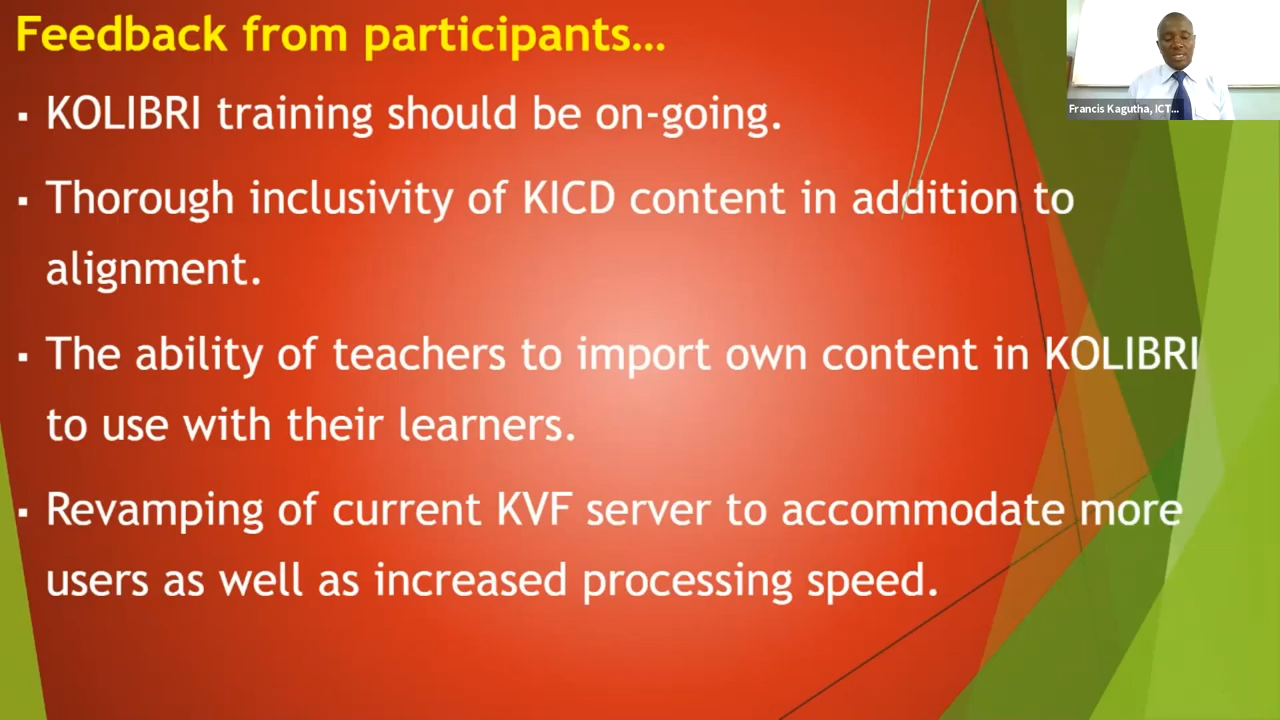 Feedback from participants…
Francis Kagutha, ICT...
▪ KOLIBRI training should be on-going.
▪ Thorough inclusivity of KICD content in addition to
alignment.
▪ The ability of teachers to import own content in KOLIBRI
to use with their learners.
▪ Revamping of current KVF server to accommodate more
users as well as increased processing speed.